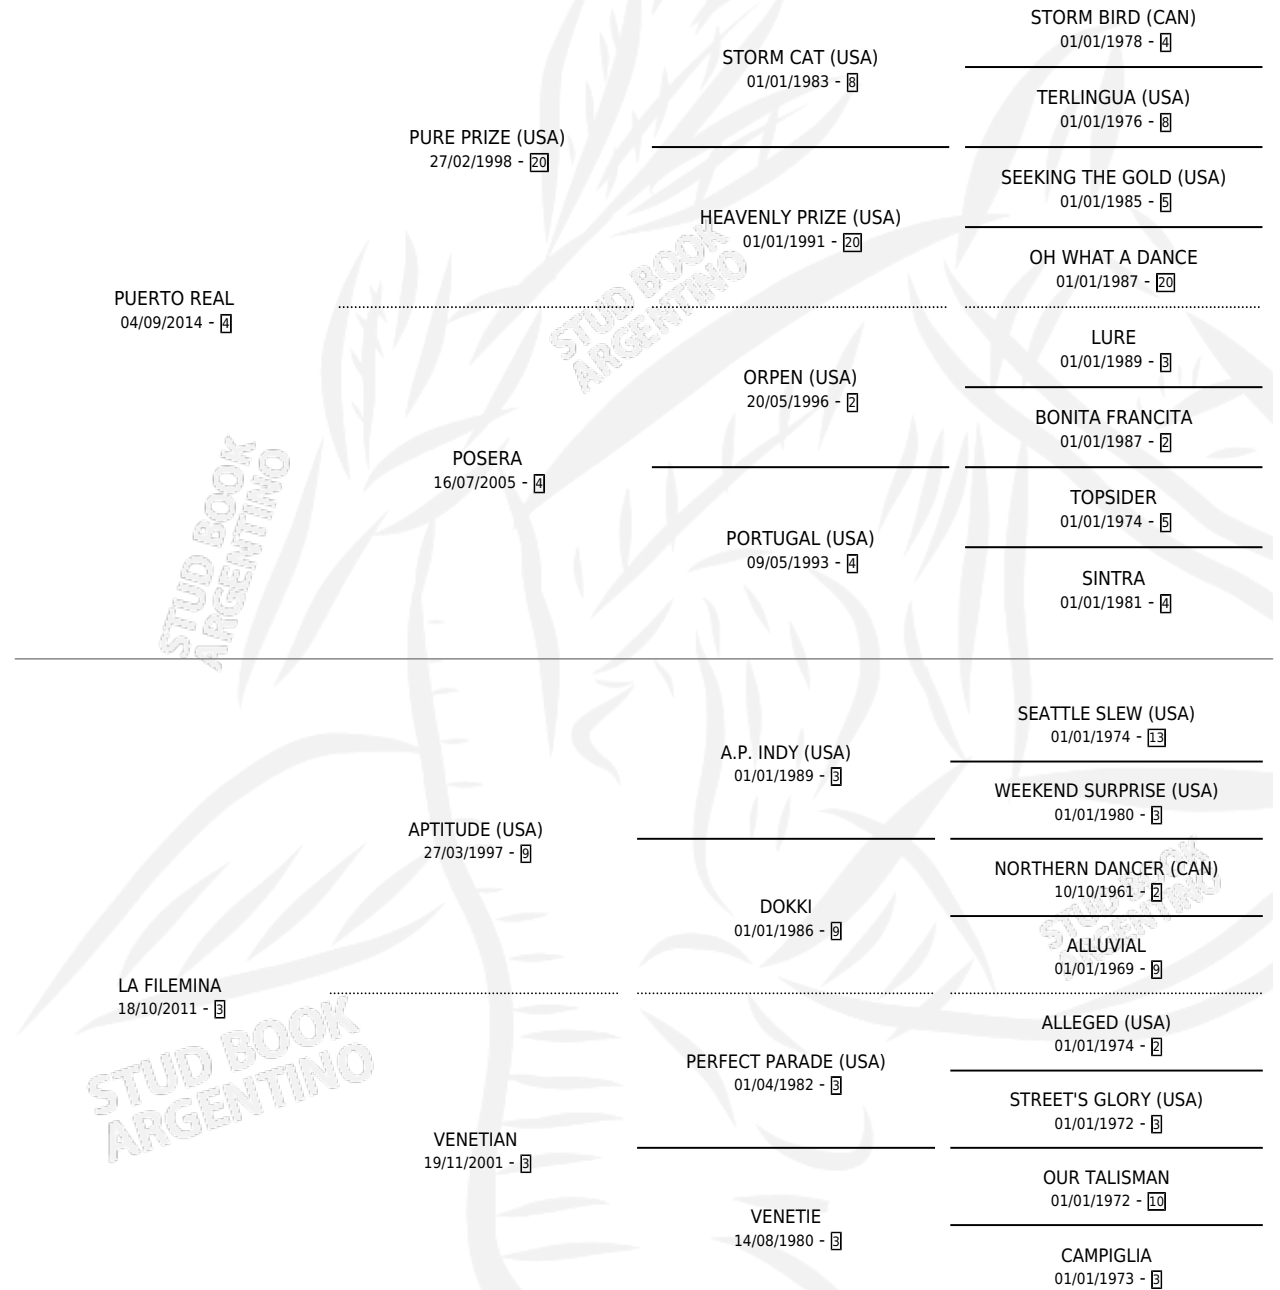 STORM BIRD (CAN)
01/01/1978 - 4
STORM CAT (USA)
01/01/1983 - 8
TERLINGUA (USA)
01/01/1976 - 8
PURE PRIZE (USA)
27/02/1998 - 20
SEEKING THE GOLD (USA)
01/01/1985 - 5
HEAVENLY PRIZE (USA)
01/01/1991 - 20
OH WHAT A DANCE
01/01/1987 - 20
PUERTO REAL
04/09/2014 - 4
STUD BOOK
ARGENTINO
LURE
01/01/1989 - 3
ORPEN (USA)
20/05/1996 - 2
BONITA FRANCITA
01/01/1987 - 2
POSERA
16/07/2005 - 4
TOPSIDER
01/01/1974 - 5
PORTUGAL (USA)
09/05/1993 - 4
SINTRA
01/01/1981 - 4
STUD BOOK
ARGENTINO
SEATTLE SLEW (USA)
01/01/1974 - 13
A.P. INDY (USA)
01/01/1989 - 3
WEEKEND SURPRISE (USA)
01/01/1980 - 3
APTITUDE (USA)
27/03/1997 - 9
NORTHERN DANCER (CAN)
10/10/1961 - 2
DOKKI
01/01/1986 - 9
STUD BOOK
ARGENTINO
ALLUVIAL
01/01/1969 - 9
LA FILEMINA
18/10/2011 - 3
STUD BOOK
ARGENTINO
ALLEGED (USA)
01/01/1974 - 2
PERFECT PARADE (USA)
01/04/1982 - 3
STREET'S GLORY (USA)
01/01/1972 - 3
VENETIAN
19/11/2001 - 3
OUR TALISMAN
01/01/1972 - 10
VENETIE
14/08/1980 - 3
CAMPIGLIA
01/01/1973 - 3